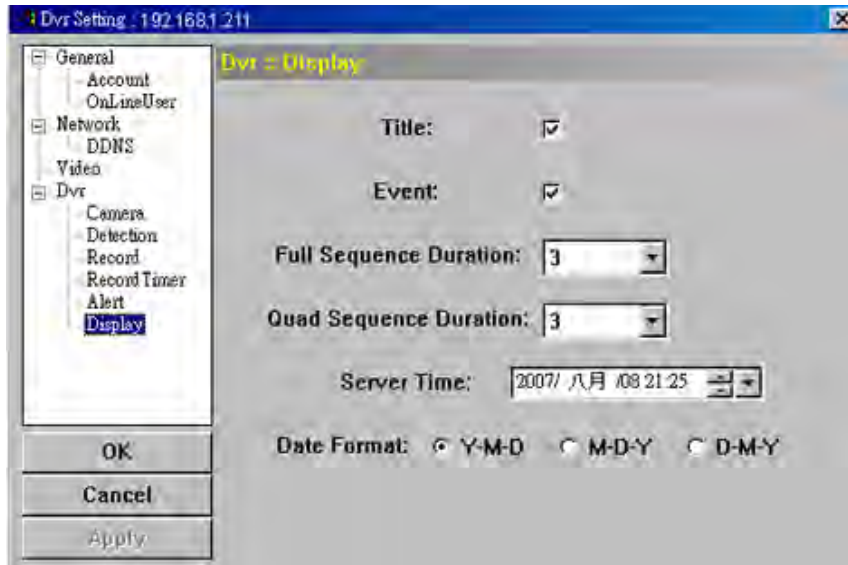 Dvr Setting : 192.168.1.211
General
Account
OnLineUser
Network
DDNS
Video
Dvr
Camera
Detection
Record
Record Timer
Alert
Display
OK
Cancel
Apply
Dvr = Display
Title:
Event:
Full Sequence Duration: 3
Quad Sequence Duration: 3
Server Time: 2007/ 八月 /08 21:25
Date Format: Y-M-D M-D-Y D-M-Y